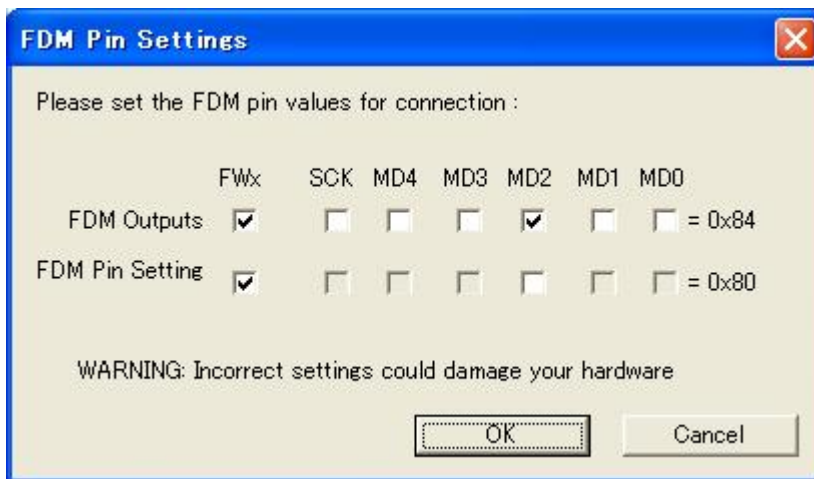 FDM Pin Settings
Please set the FDM pin values for connection :
FWx SCK MD4 MD3 MD2 MD1 MD0
FDM Outputs = 0x84
FDM Pin Setting = 0x80
WARNING: Incorrect settings could damage your hardware
OK Cancel